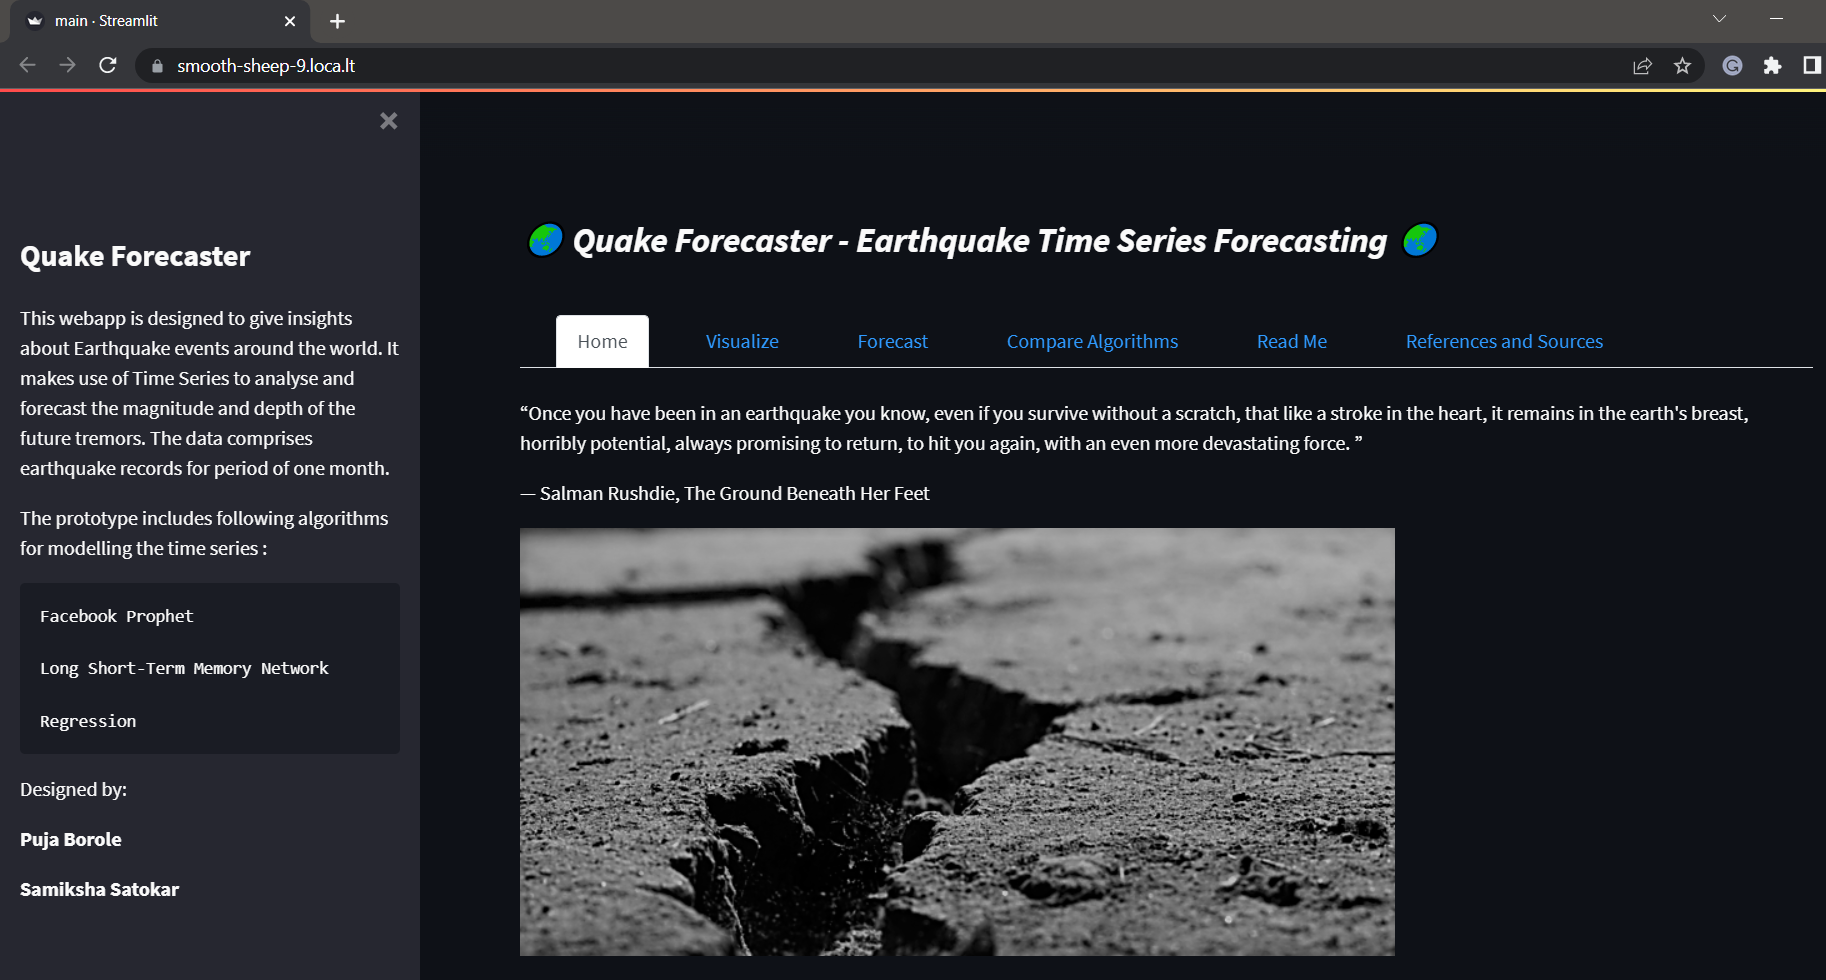 main · Streamlit
smooth-sheep-9.loca.lt
Quake Forecaster
This webapp is designed to give insights
about Earthquake events around the world. It
makes use of Time Series to analyse and
forecast the magnitude and depth of the
future tremors. The data comprises
earthquake records for period of one month.
The prototype includes following algorithms
for modelling the time series :
Facebook Prophet
Long Short-Term Memory Network
Regression
Designed by:
Puja Borole
Samiksha Satokar
Quake Forecaster - Earthquake Time Series Forecasting
Home Visualize Forecast Compare Algorithms Read Me References and Sources
“Once you have been in an earthquake you know, even if you survive without a scratch, that like a stroke in the heart, it remains in the earth's breast,
horribly potential, always promising to return, to hit you again, with an even more devastating force. ”
— Salman Rushdie, The Ground Beneath Her Feet